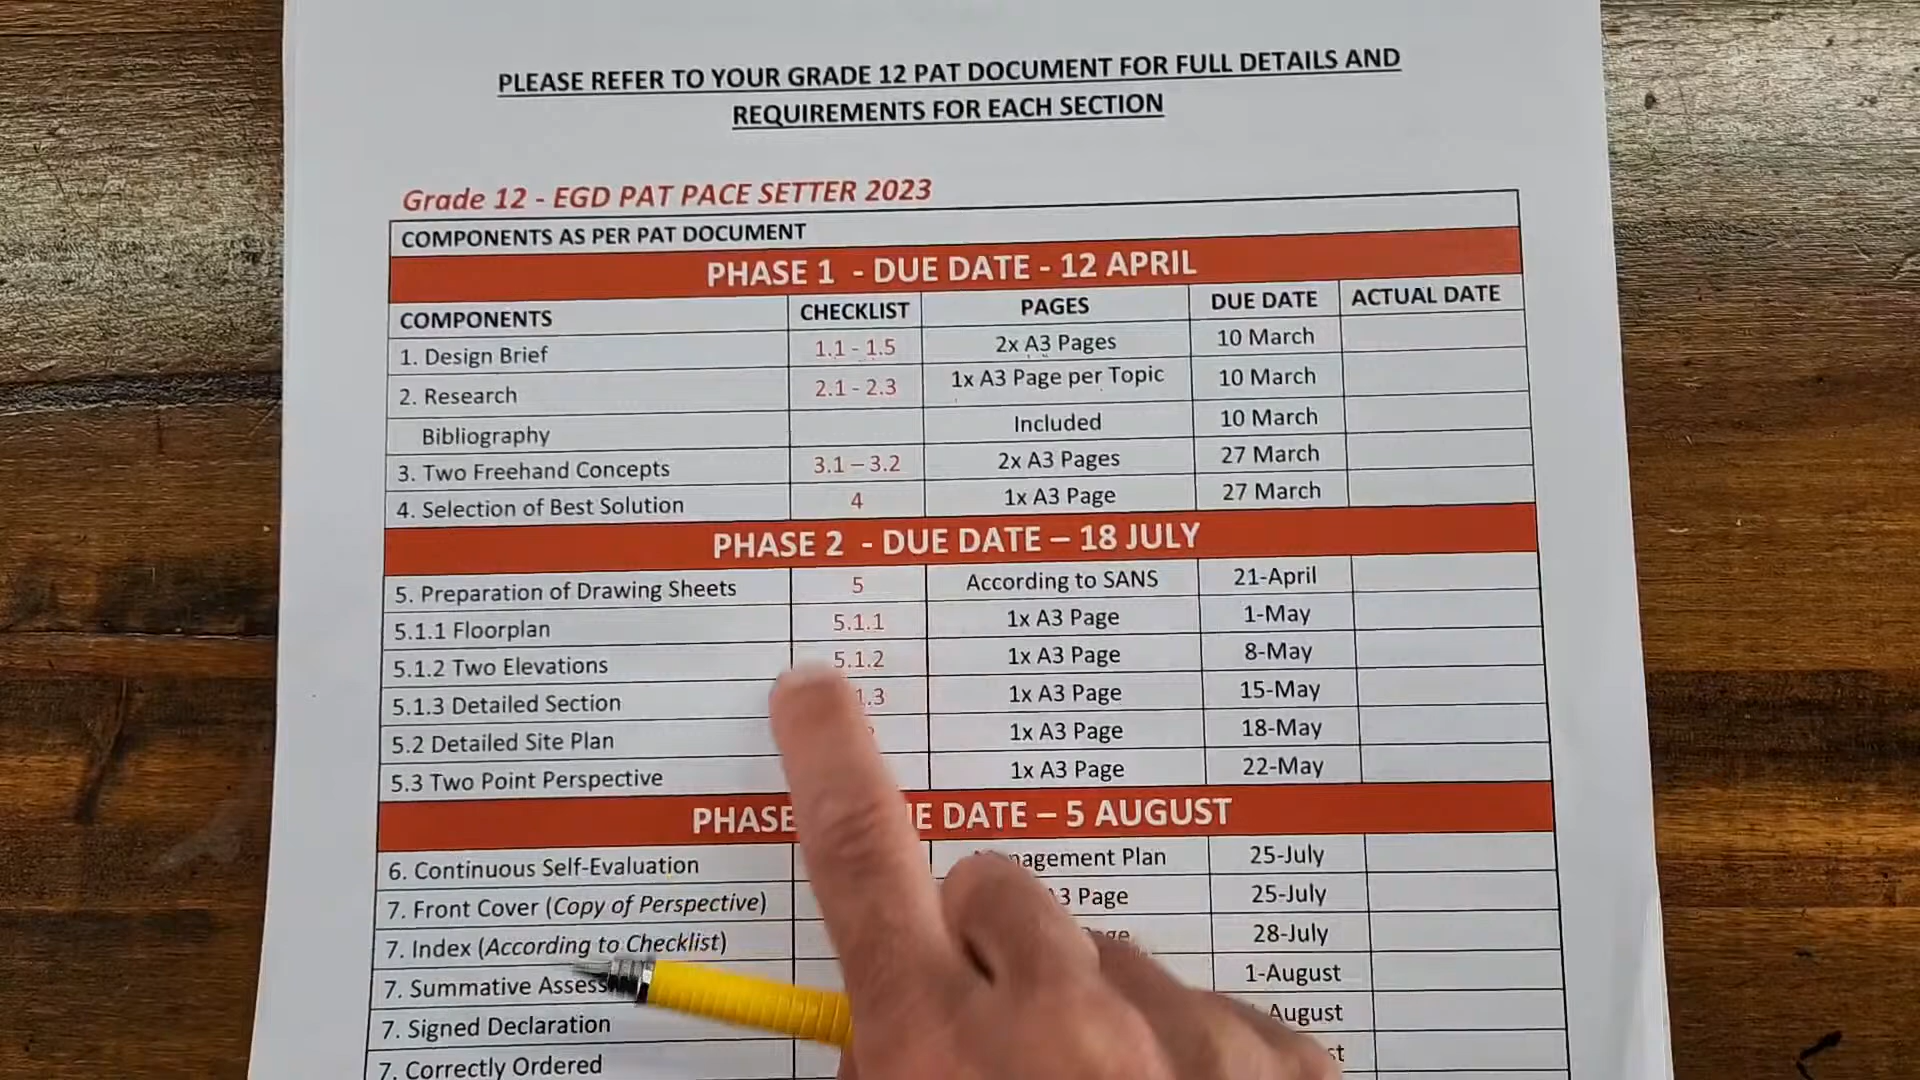 PLEASE REFER TO YOUR GRADE 12 PAT DOCUMENT FOR FULL DETAILS AND
REQUIREMENTS FOR EACH SECTION
Grade 12 - EGD PAT PACE SETTER 2023
COMPONENTS AS PER PAT DOCUMENT
PHASE 1 - DUE DATE - 12 APRIL
COMPONENTS CHECKLIST PAGES DUE DATE ACTUAL DATE
1. Design Brief 1.1 - 1.5 2x A3 Pages 10 March
2. Research 2.1 - 2.3 1x A3 Page per Topic 10 March
Bibliography Included 10 March
3. Two Freehand Concepts 3.1 – 3.2 2x A3 Pages 27 March
4. Selection of Best Solution 4 1x A3 Page 27 March
PHASE 2 - DUE DATE – 18 JULY
5. Preparation of Drawing Sheets 5 According to SANS 21-April
5.1.1 Floorplan 5.1.1 1x A3 Page 1-May
5.1.2 Two Elevations 5.1.2 1x A3 Page 8-May
5.1.3 Detailed Section 1.3 1x A3 Page 15-May
5.2 Detailed Site Plan 1x A3 Page 18-May
5.3 Two Point Perspective 1x A3 Page 22-May
PHASE DATE – 5 AUGUST
6. Continuous Self-Evaluation Plan 25-July
7. Front Cover (Copy of Perspective) Page 25-July
7. Index (According to Checklist) 28-July
7. Summative 1-August
7. Signed Declaration August
7. Correctly Ordered